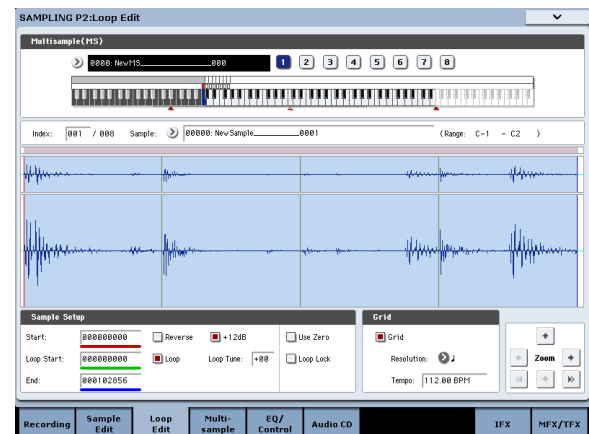 SAMPLING P2:Loop Edit
Multisample(MS)
0000: NewMS_____________000
1 2 3 4 5 6 7 8
Index: 001 / 008 Sample: 00000: NewSample_________0001 (Range: C-1 - C2 )
Sample Setup
Grid
Start: 000000000 Reverse +12dB Use Zero
Grid
Loop Start: 000000000 Loop Loop Tune: +00 Loop Lock
Resolution: ♩
Zoom
End: 000102856
Tempo: 112.00 BPM
Recording
Sample Edit
Loop Edit
Multi-sample
EQ/Control
Audio CD
IFX
MFX/TFX